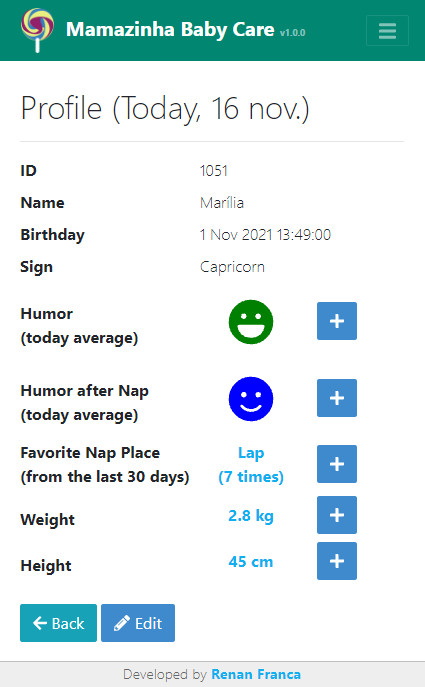 Mamazinha Baby Care v1.0.0
Profile (Today, 16 nov.)
ID 1051
Name Marília
Birthday 1 Nov 2021 13:49:00
Sign Capricorn
Humor
(today average)
Humor after Nap
(today average)
Favorite Nap Place Lap
(from the last 30 days) (7 times)
Weight 2.8 kg
Height 45 cm
Back Edit
Developed by Renan Franca